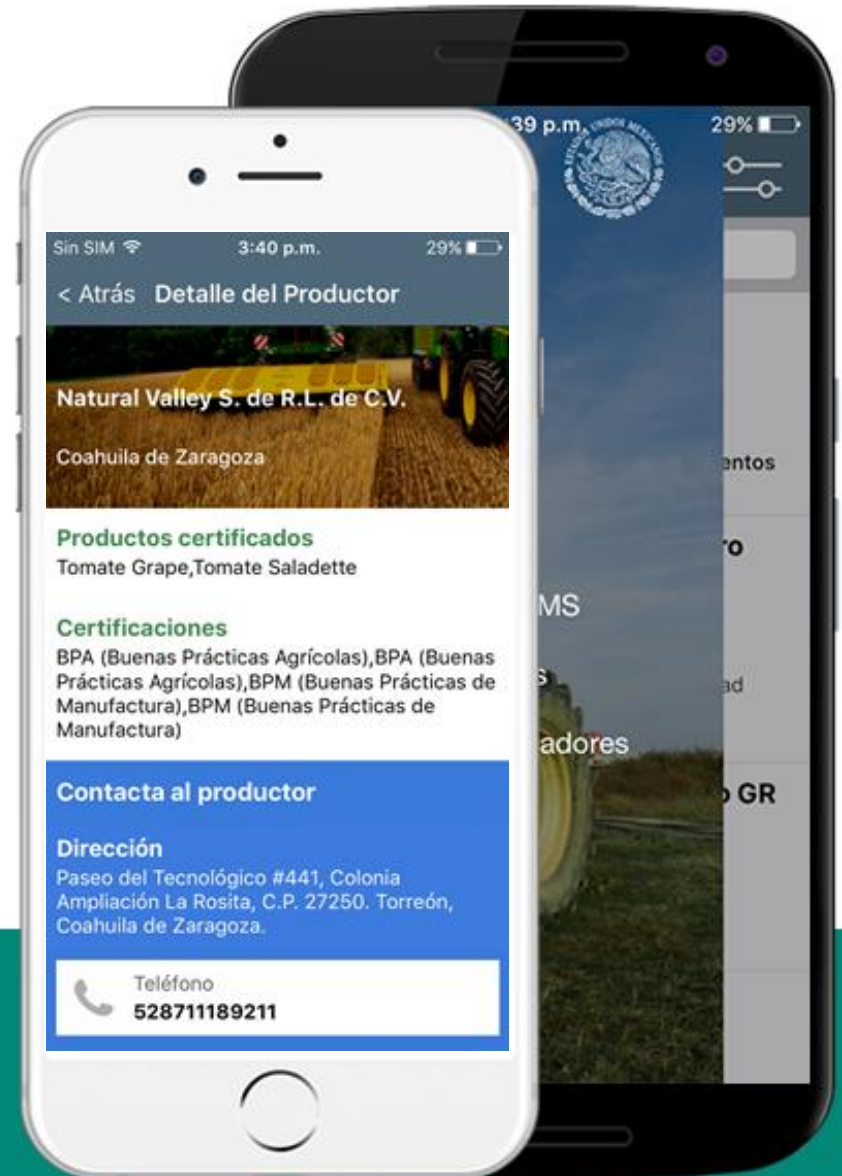 Sin SIM 3:40 p.m. 29%
< Atrás Detalle del Productor
Natural Valley S. de R.L. de C.V.
Coahuila de Zaragoza
Productos certificados
Tomate Grape,Tomate Saladette
Certificaciones
BPA (Buenas Prácticas Agrícolas),BPA (Buenas
Prácticas Agrícolas),BPM (Buenas Prácticas de
Manufactura),BPM (Buenas Prácticas de
Manufactura)
Contacta al productor
Dirección
Paseo del Tecnológico #441, Colonia
Ampliación La Rosita, C.P. 27250. Torreón,
Coahuila de Zaragoza.
Teléfono
528711189211
39 p.m. 29%
ESTADOS UNIDOS MEXICANOS
entos
ro
MS
s
ad
adores
o GR